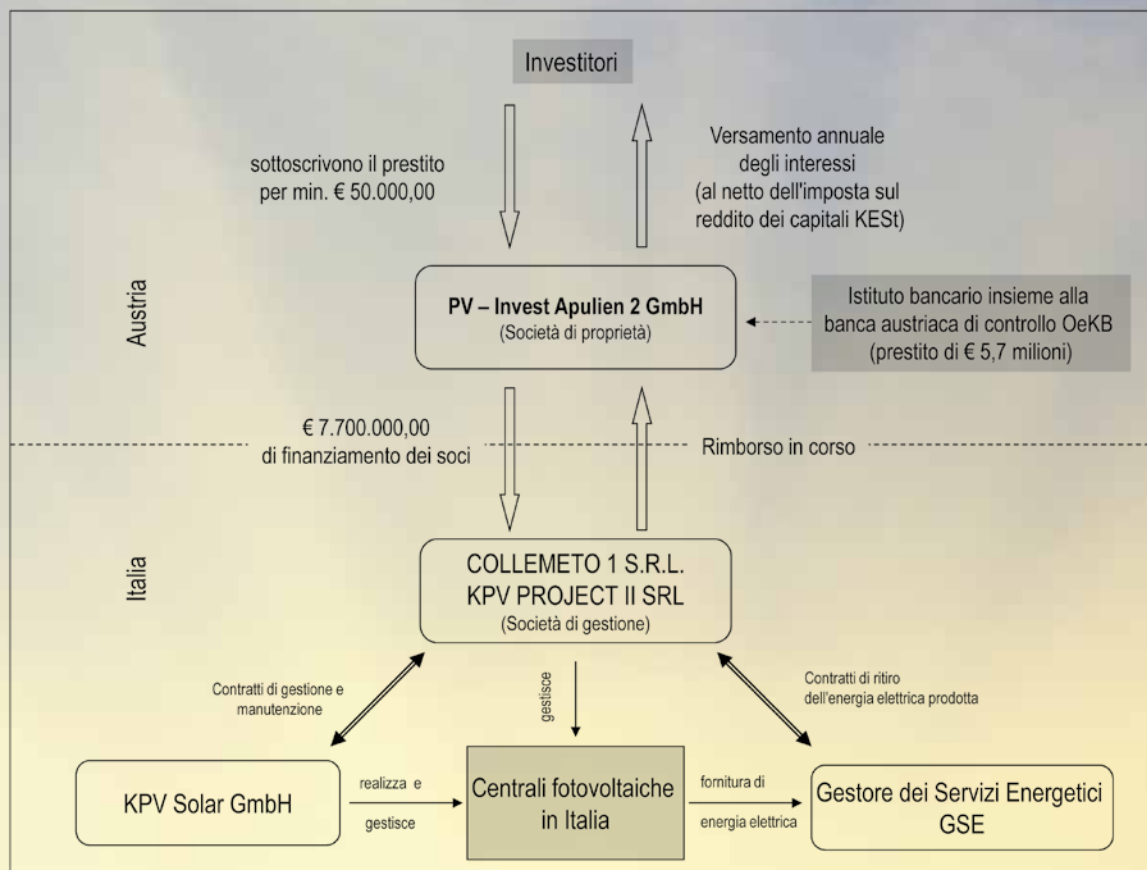 Investitori
sottoscrivono il prestito
per min. € 50.000,00
Versamento annuale
degli interessi
(al netto dell'imposta sul
reddito dei capitali KESt)
Austria
PV – Invest Apulien 2 GmbH
(Società di proprietà)
Istituto bancario insieme alla
banca austriaca di controllo OeKB
(prestito di € 5,7 milioni)
€ 7.700.000,00
di finanziamento dei soci
Rimborso in corso
Italia
COLLEMETO 1 S.R.L.
KPV PROJECT II SRL
(Società di gestione)
Contratti di gestione e
manutenzione
gestisce
Contratti di ritiro
dell'energia elettrica prodotta
KPV Solar GmbH
realizza e
gestisce
Centrali fotovoltaiche
in Italia
fornitura di
energia elettrica
Gestore dei Servizi Energetici
GSE